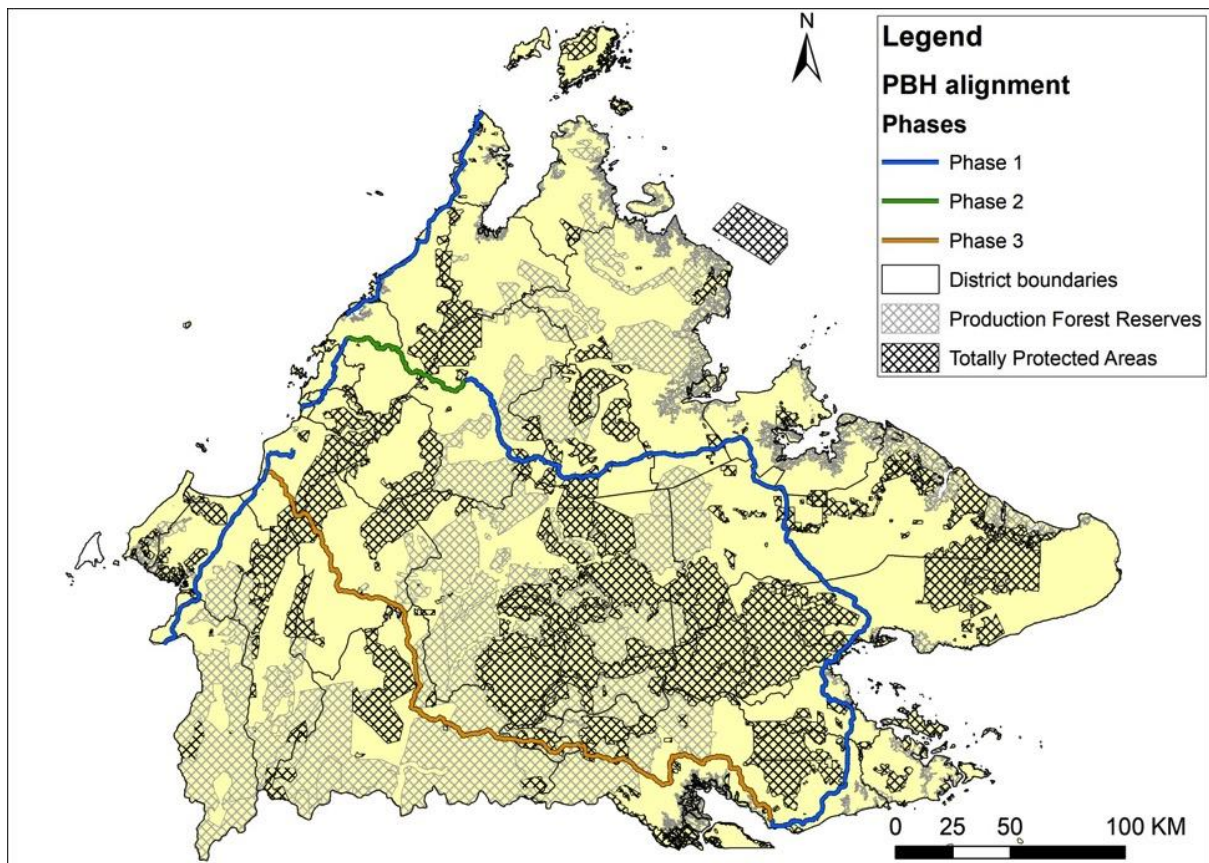 N
Legend
PBH alignment
Phases
Phase 1
Phase 2
Phase 3
District boundaries
Production Forest Reserves
Totally Protected Areas
0 25 50 100 KM